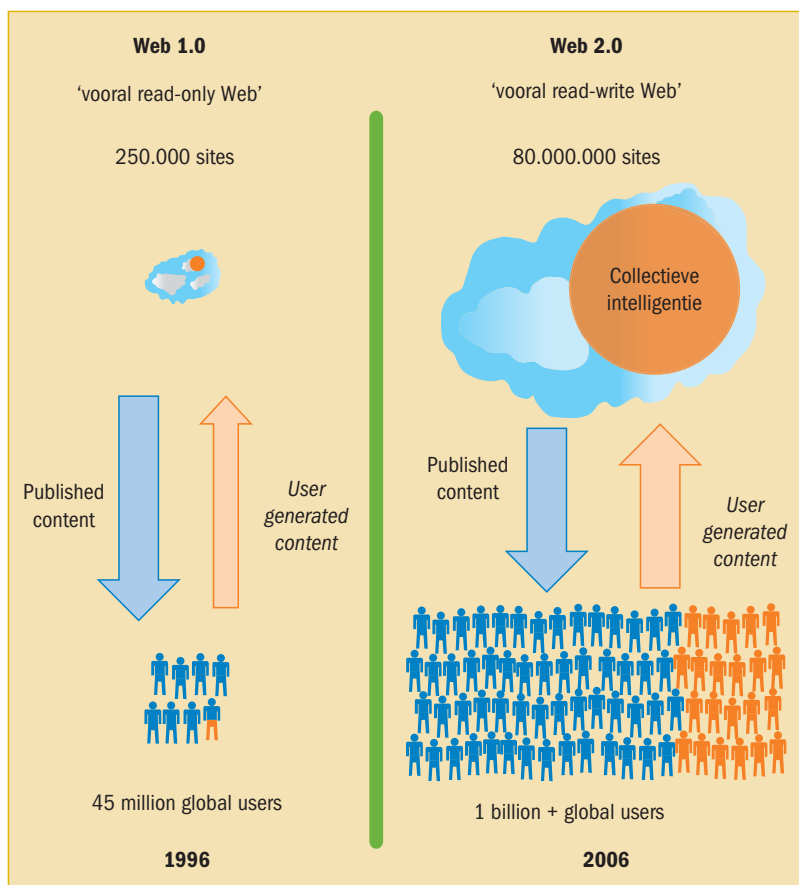 Web 1.0
'vooral read-only Web'
250.000 sites
Published
content
User
generated
content
45 million global users
1996
Web 2.0
'vooral read-write Web'
80.000.000 sites
Collectieve
intelligentie
Published
content
User
generated
content
1 billion + global users
2006